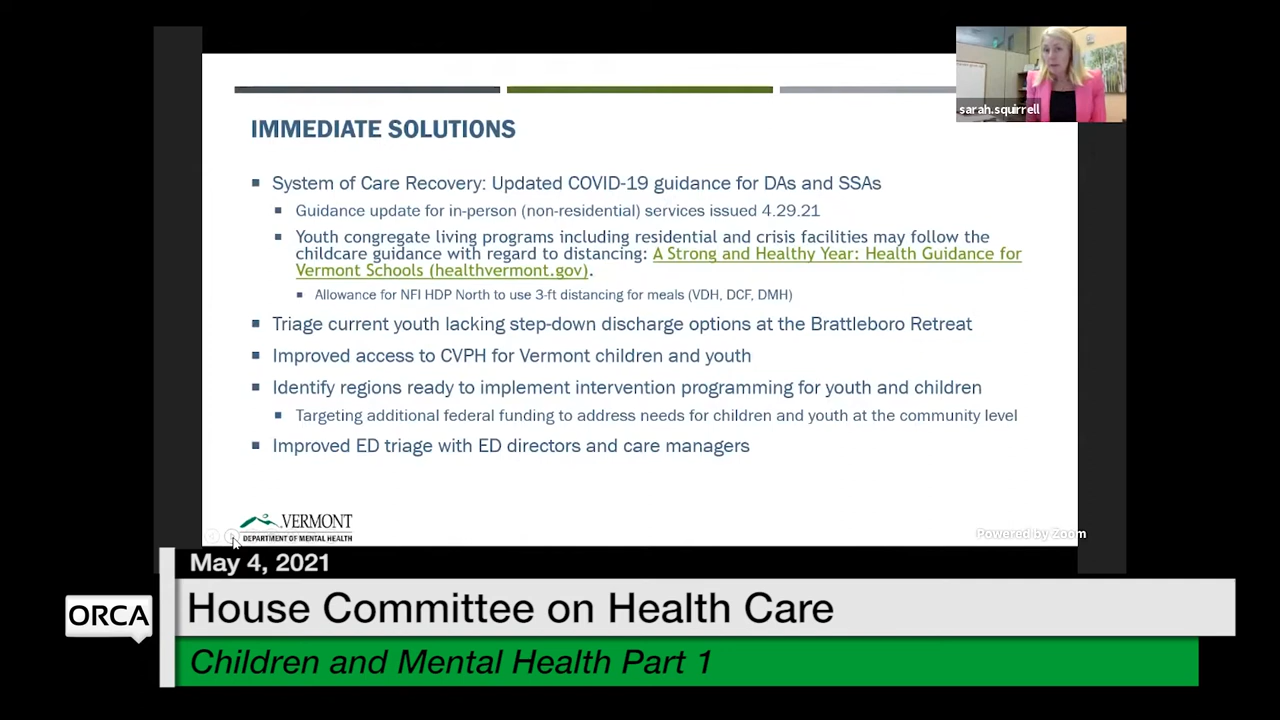 sarah.squirrell
IMMEDIATE SOLUTIONS
System of Care Recovery: Updated COVID-19 guidance for DAs and SSAs
Guidance update for in-person (non-residential) services issued 4.29.21
Youth congregate living programs including residential and crisis facilities may follow the
childcare guidance with regard to distancing: A Strong and Healthy Year: Health Guidance for
Vermont Schools (healthvermont.gov).
Allowance for NFI HDP North to use 3-ft distancing for meals (VDH, DCF, DMH)
Triage current youth lacking step-down discharge options at the Brattleboro Retreat
Improved access to CVPH for Vermont children and youth
Identify regions ready to implement intervention programming for youth and children
Targeting additional federal funding to address needs for children and youth at the community level
Improved ED triage with ED directors and care managers
VERMONT
DEPARTMENT OF MENTAL HEALTH
Powered by Zoom
May 4, 2021
ORCA
House Committee on Health Care
Children and Mental Health Part 1